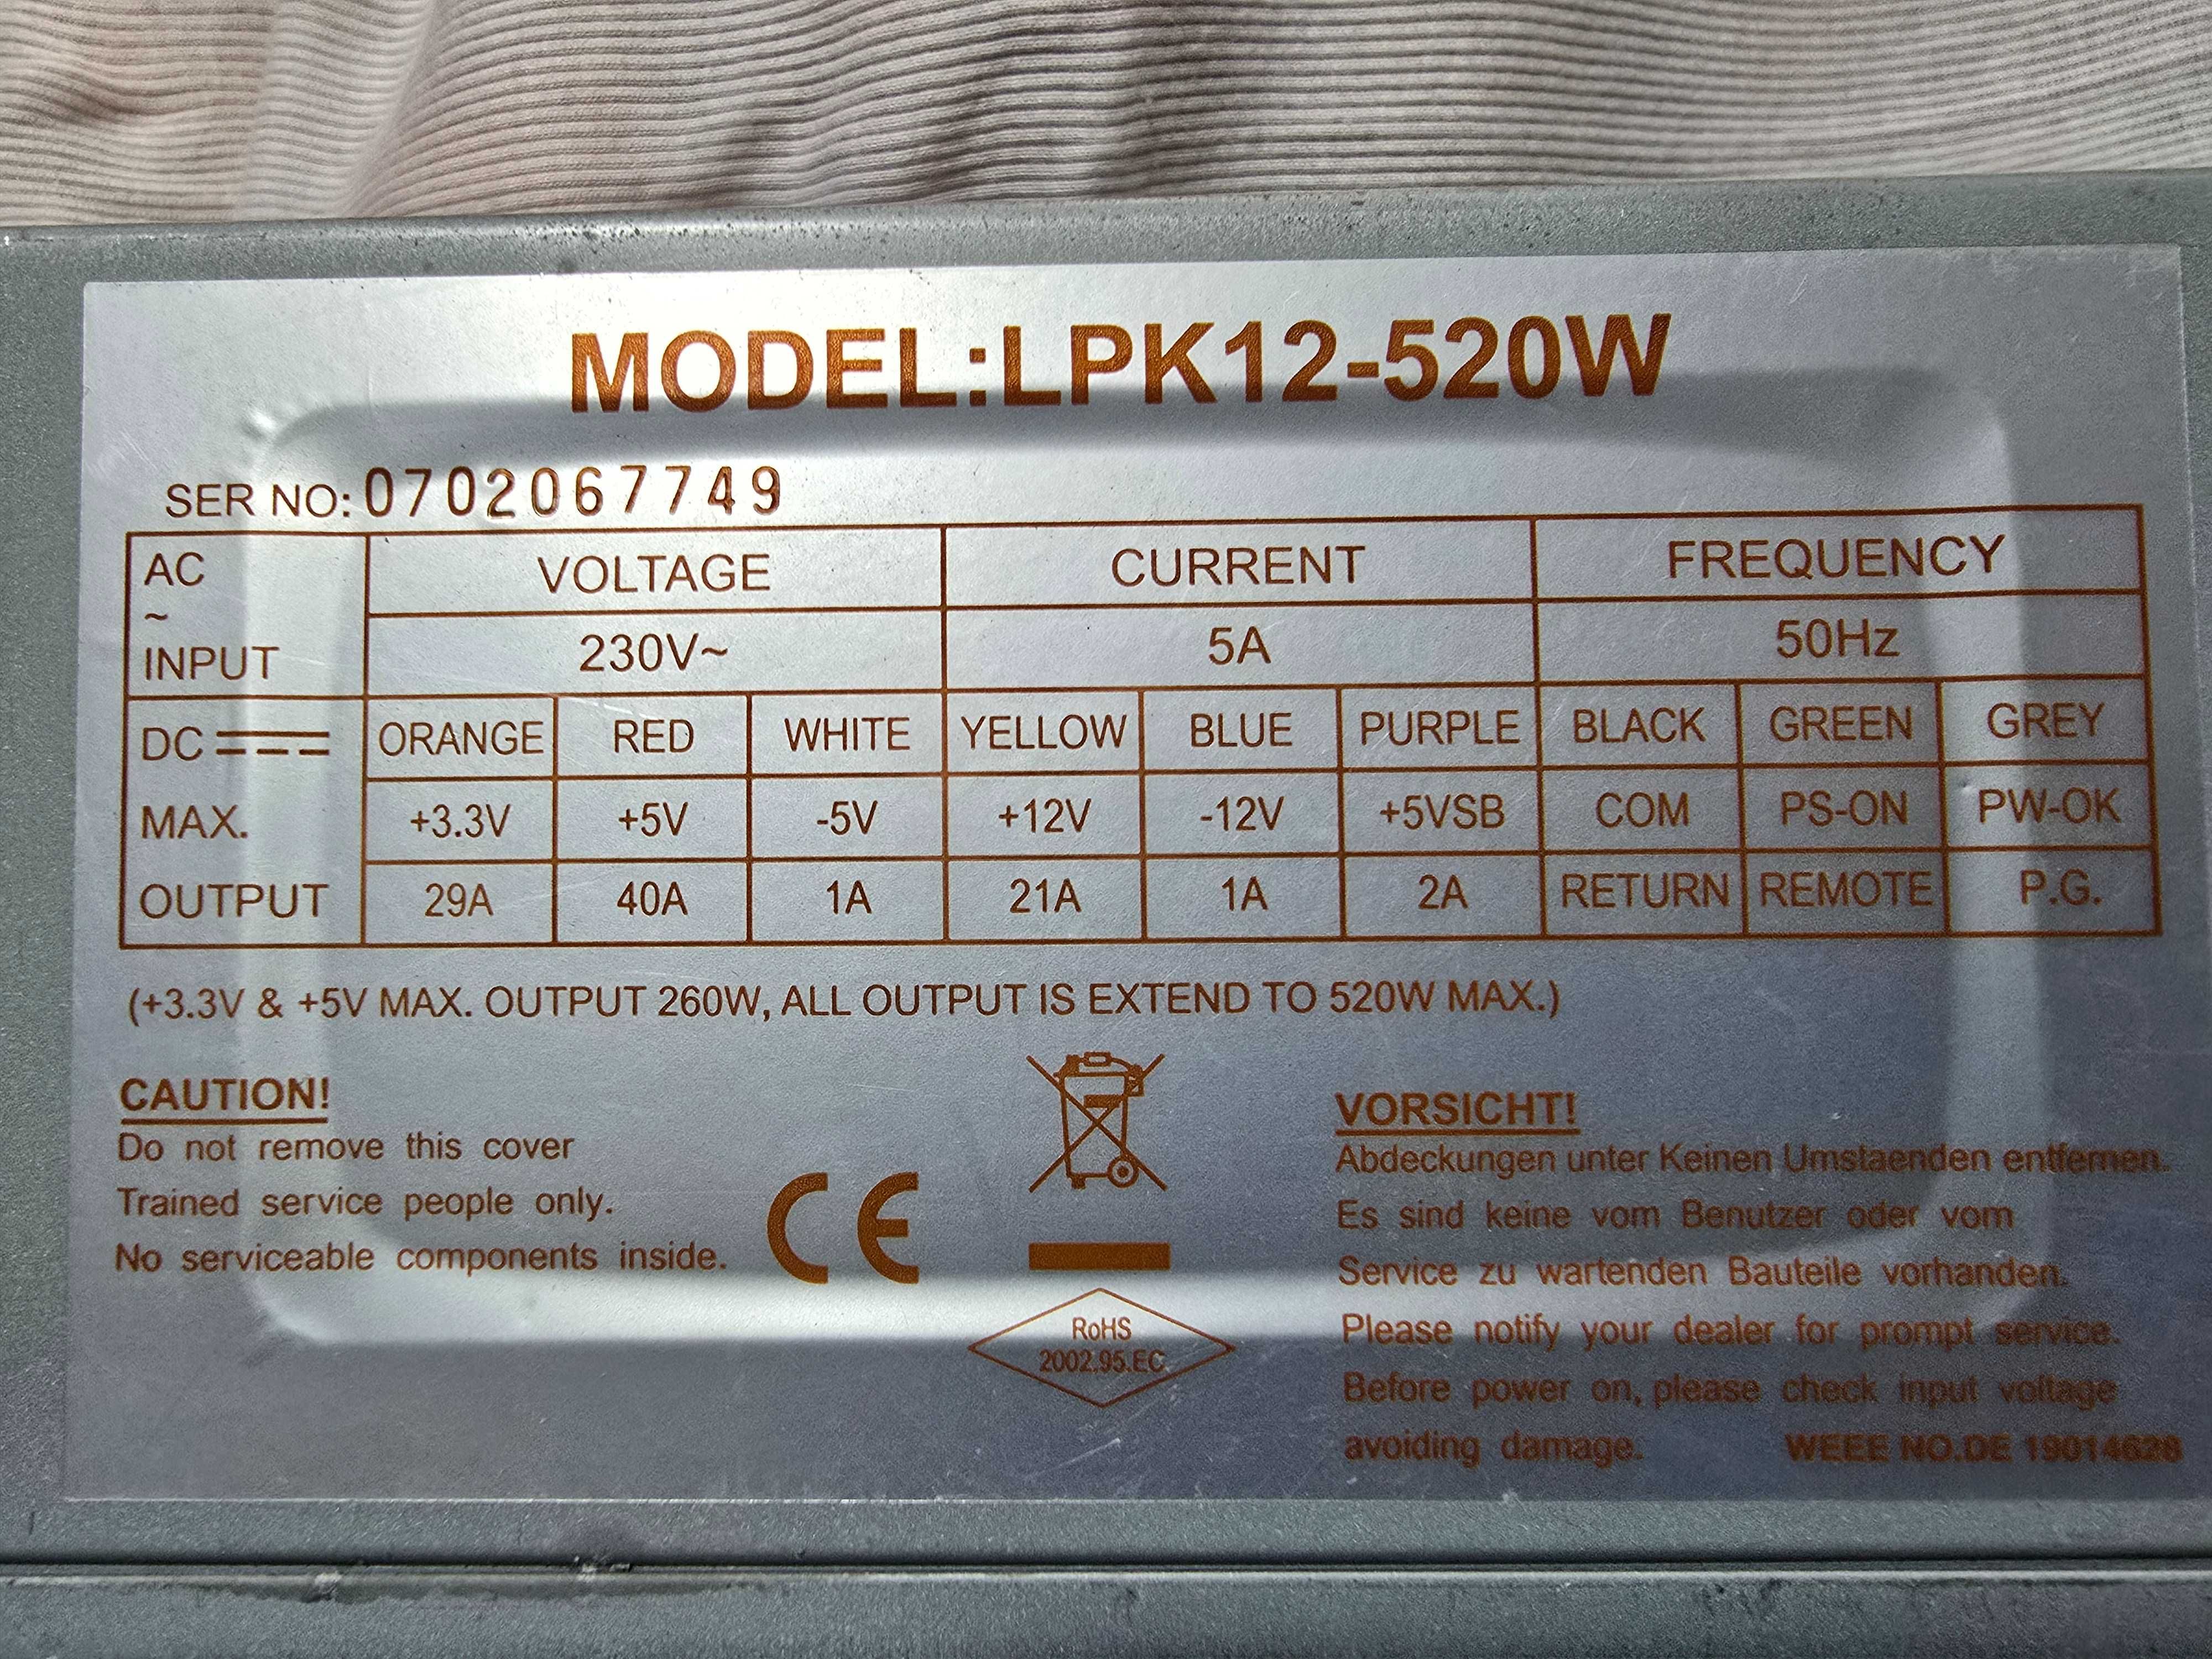 MODEL:LPK12-520W
SER NO: 0702067749
AC ~ INPUT VOLTAGE CURRENT FREQUENCY
230V~ 5A 50Hz
DC ORANGE RED WHITE YELLOW BLUE PURPLE BLACK GREEN GREY
MAX. +3.3V +5V -5V +12V -12V +5VSB COM PS-ON PW-OK
OUTPUT 29A 40A 1A 21A 1A 2A RETURN REMOTE P.G.
(+3.3V & +5V MAX. OUTPUT 260W, ALL OUTPUT IS EXTEND TO 520W MAX.)
CAUTION!
Do not remove this cover
Trained service people only.
No serviceable components inside.
CE
RoHS
2002.95.EC
VORSICHT!
Abdeckungen unter Keinen Umstaenden entfernen.
Es sind keine vom Benutzer oder vom
Service zu wartenden Bauteile vorhanden.
Please notify your dealer for prompt service.
Before power on, please check input voltage
avoiding damage. WEEE NO.DE 19014628